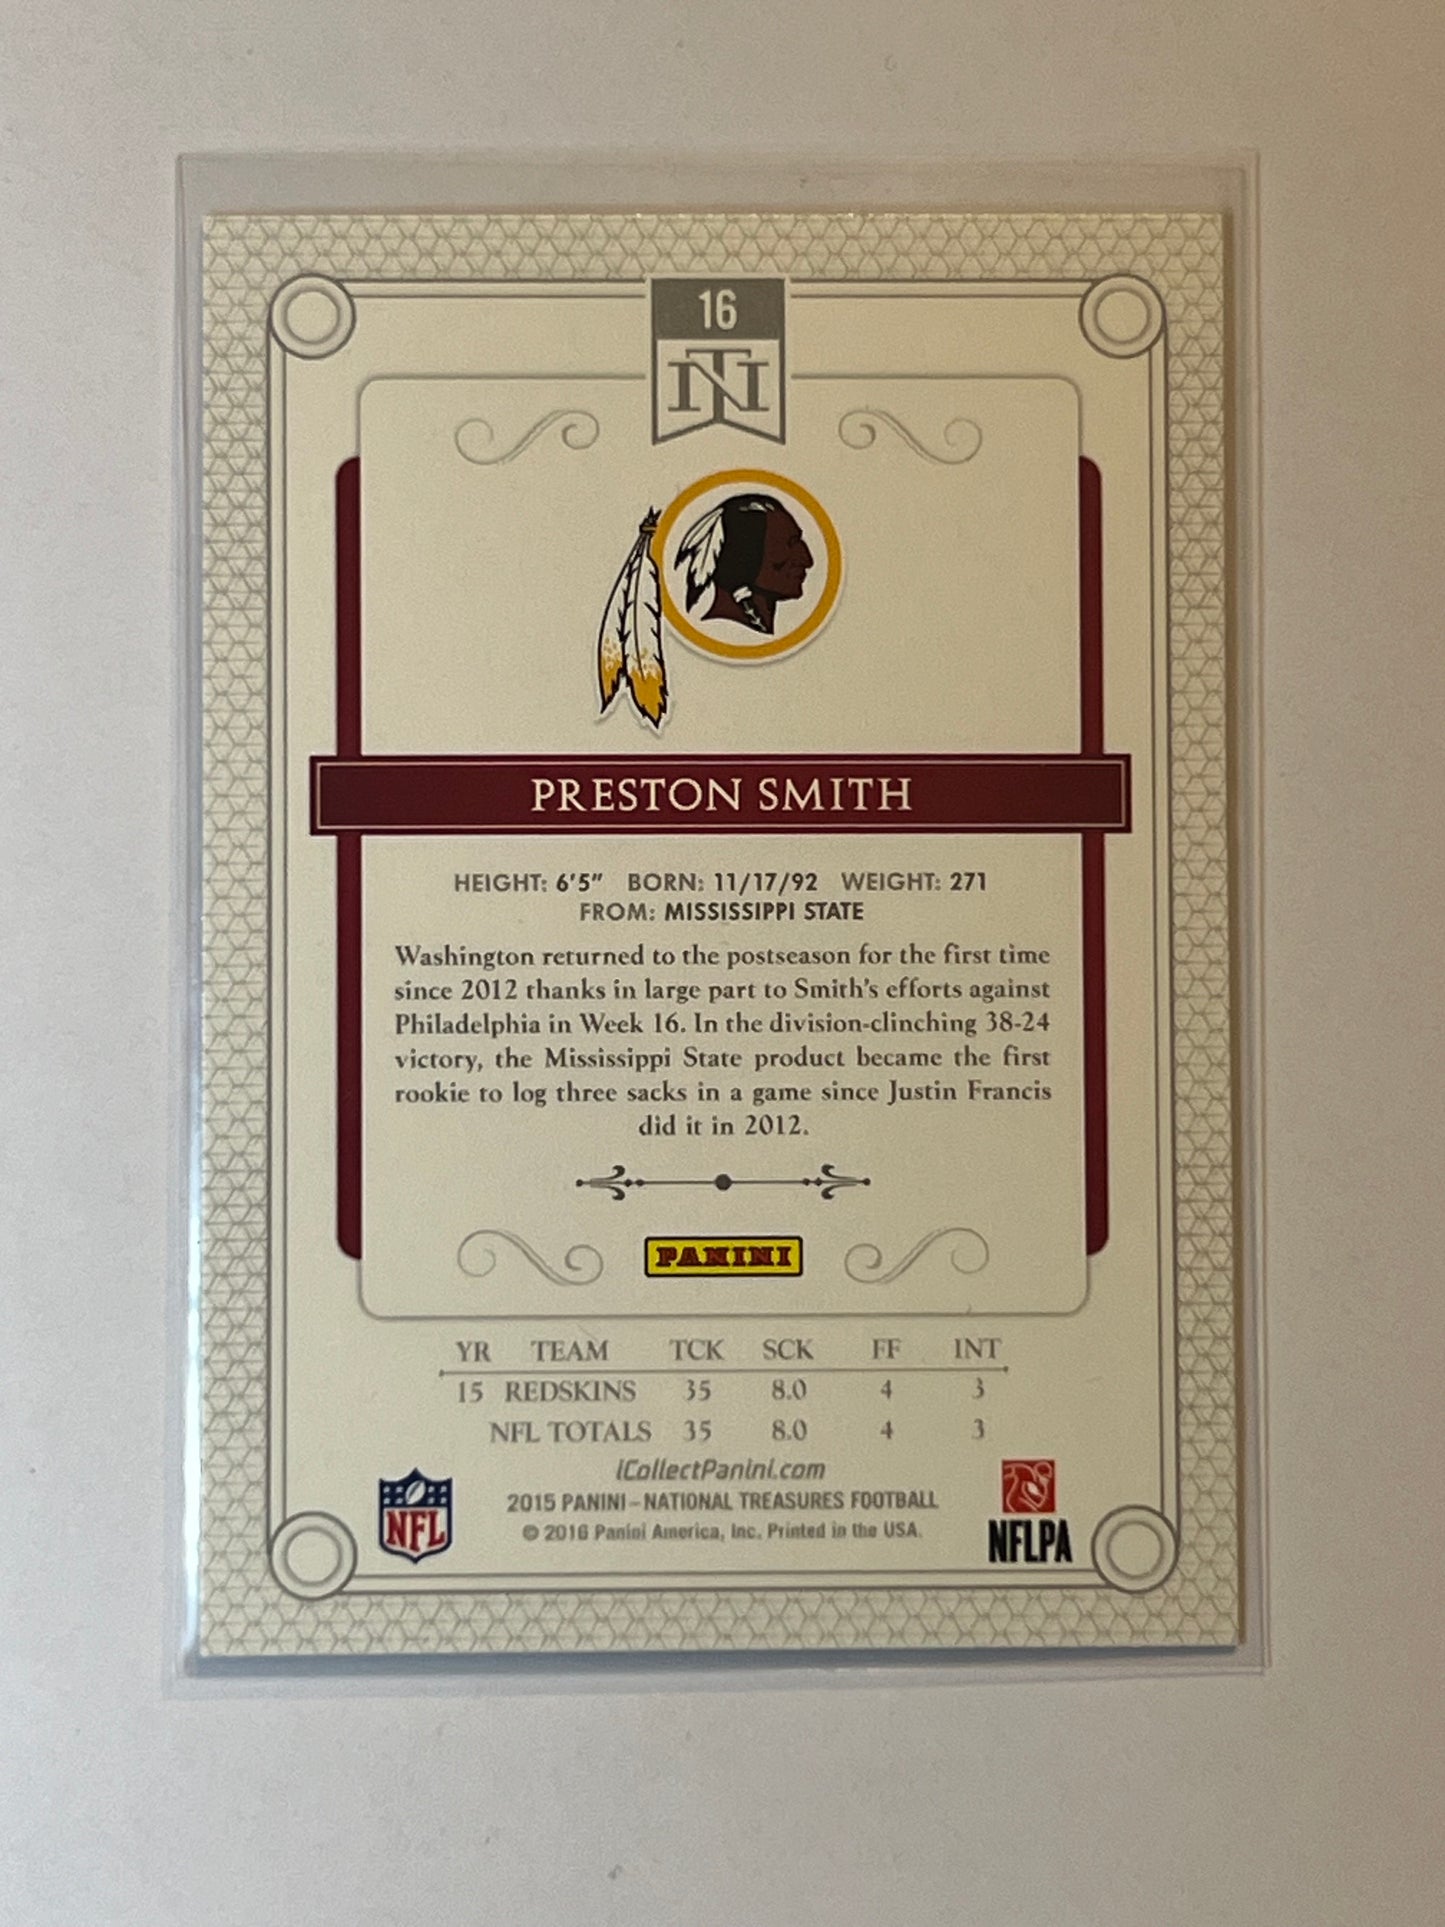 16
NT
PRESTON SMITH
HEIGHT: 6'5" BORN: 11/17/92 WEIGHT: 271
FROM: MISSISSIPPI STATE
Washington returned to the postseason for the first time
since 2012 thanks in large part to Smith's efforts against
Philadelphia in Week 16. In the division-clinching 38-24
victory, the Mississippi State product became the first
rookie to log three sacks in a game since Justin Francis
did it in 2012.
PANINI
YR TEAM TCK SCK FF INT
15 REDSKINS 35 8.0 4 3
NFL TOTALS 35 8.0 4 3
iCollectPanini.com
2015 PANINI – NATIONAL TREASURES FOOTBALL
© 2016 Panini America, Inc. Printed in the USA.
NFL
NFLPA